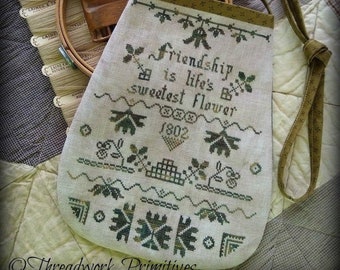 Friendship
is life's
sweetest flower
1802
©Threadwork Primitives